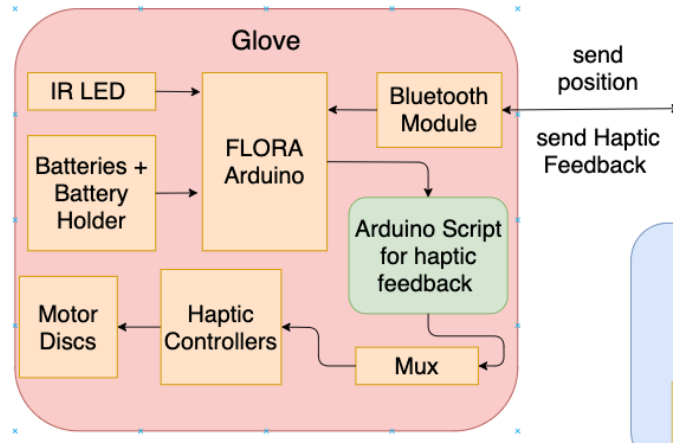 Glove
IR LED
Batteries +
Battery
Holder
FLORA
Arduino
Bluetooth
Module
send
position
send Haptic
Feedback
Arduino Script
for haptic
feedback
Motor
Discs
Haptic
Controllers
Mux